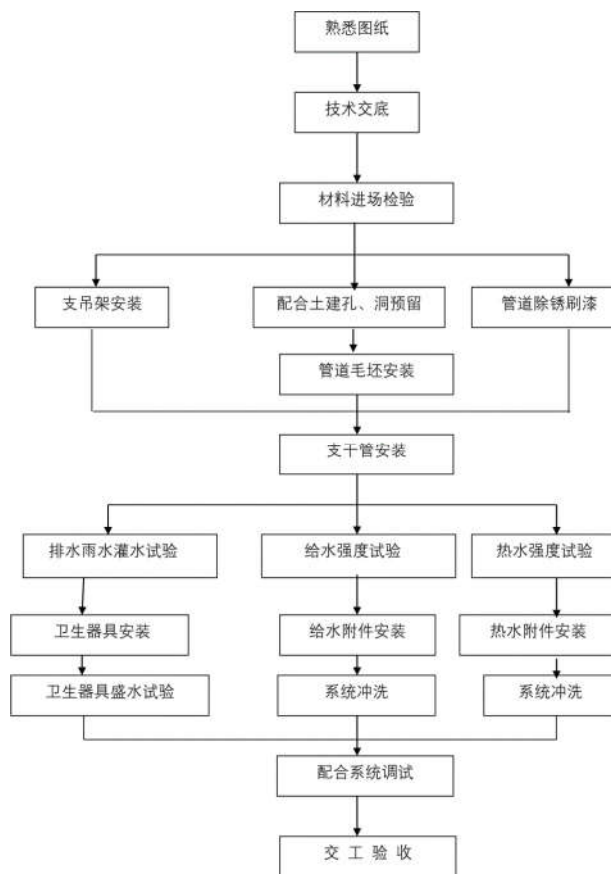 熟悉图纸
技术交底
材料进场检验
支吊架安装
配合土建孔、洞预留
管道除锈刷漆
管道毛坯安装
支干管安装
排水雨水灌水试验
给水强度试验
热水强度试验
卫生器具安装
给水附件安装
热水附件安装
卫生器具盛水试验
系统冲洗
系统冲洗
配合系统调试
交 工 验 收